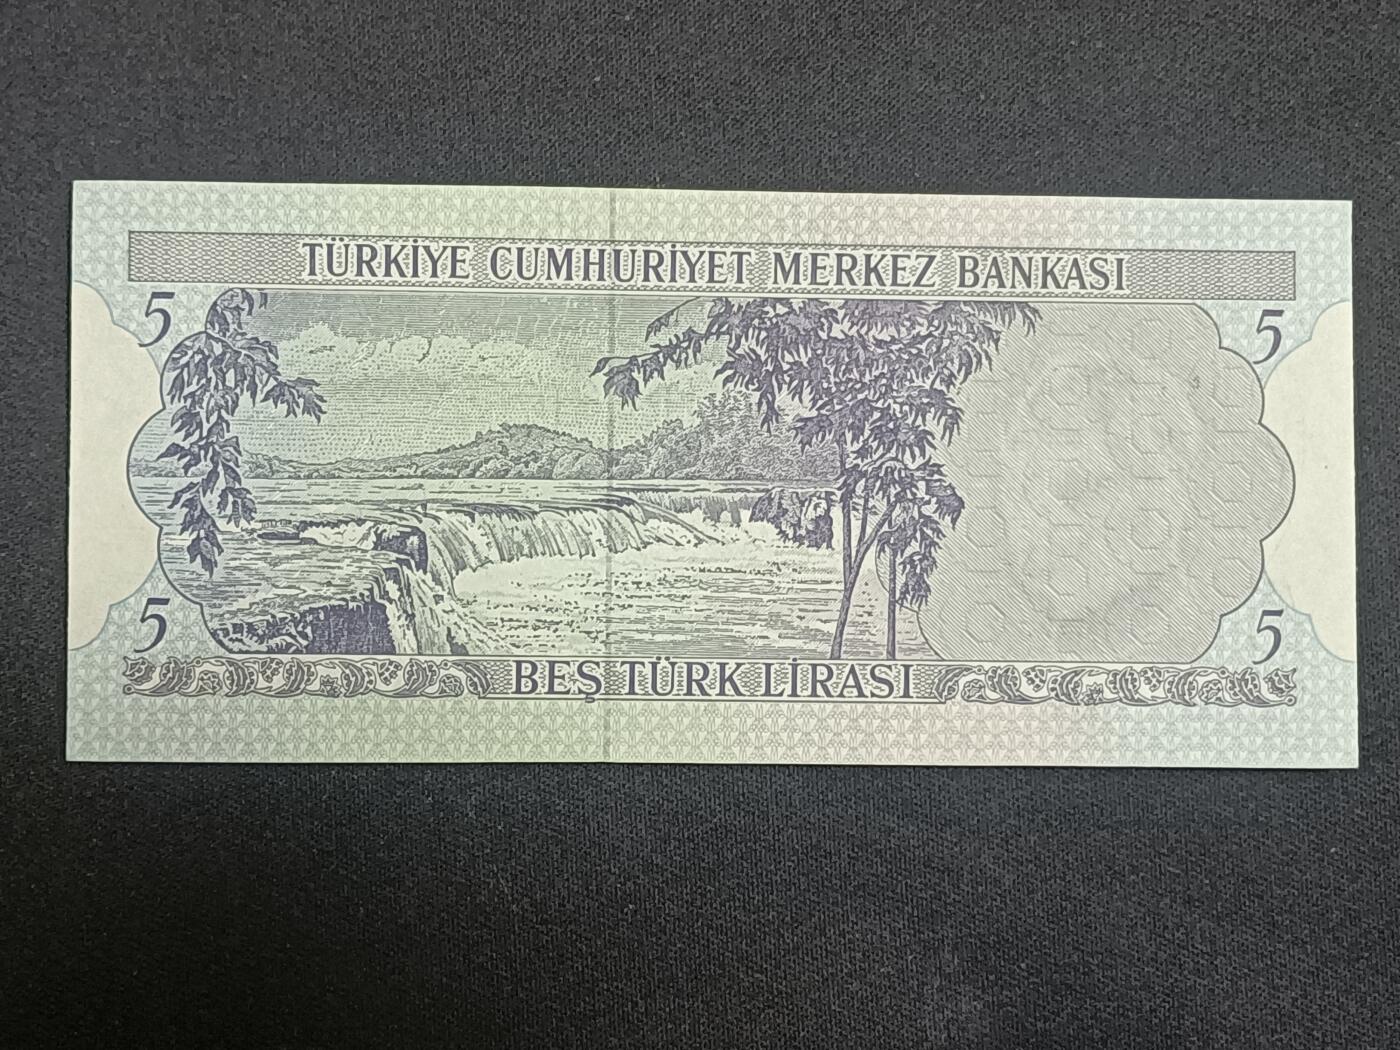 TÜRKİYE CUMHURİYET MERKEZ BANKASI
5 5
5 5
BEŞ TÜRK LİRASI